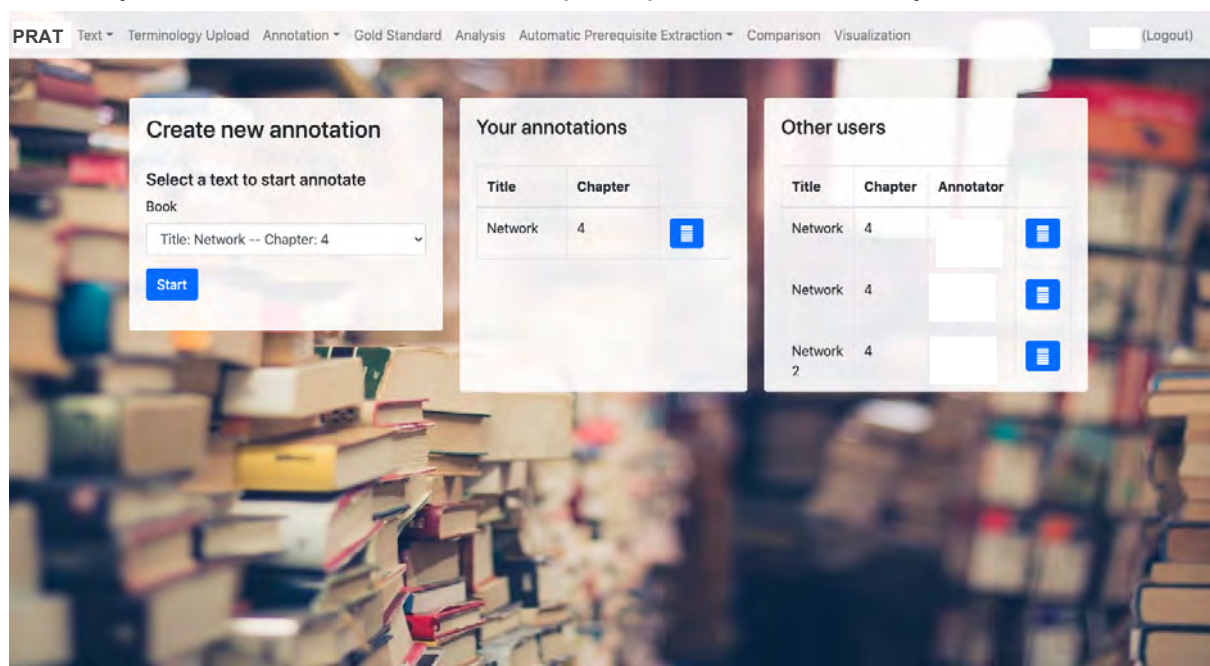 PRAT Text Terminology Upload Annotation Gold Standard Analysis Automatic Prerequisite Extraction Comparison Visualization (Logout)
Create new annotation
Select a text to start annotate
Book
Title: Network -- Chapter: 4
Start
Your annotations
Title Chapter
Network 4
Other users
Title Chapter Annotator
Network 4
Network 4
Network 4
2